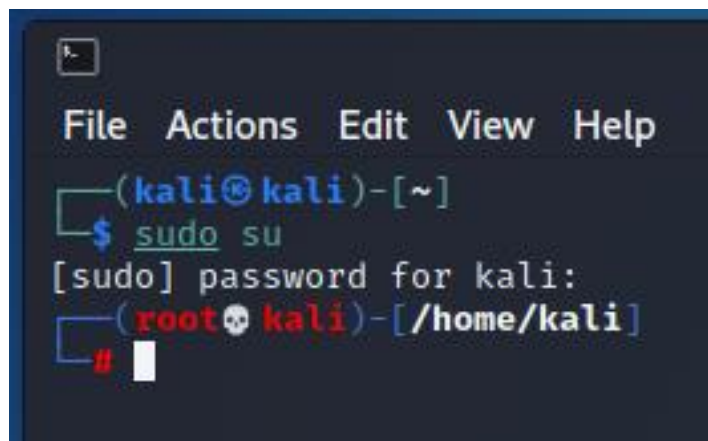 File Actions Edit View Help
┌──(kali㉿kali)-[~]
└─$ sudo su
[sudo] password for kali:
┌──(root💀kali)-[/home/kali]
└─#